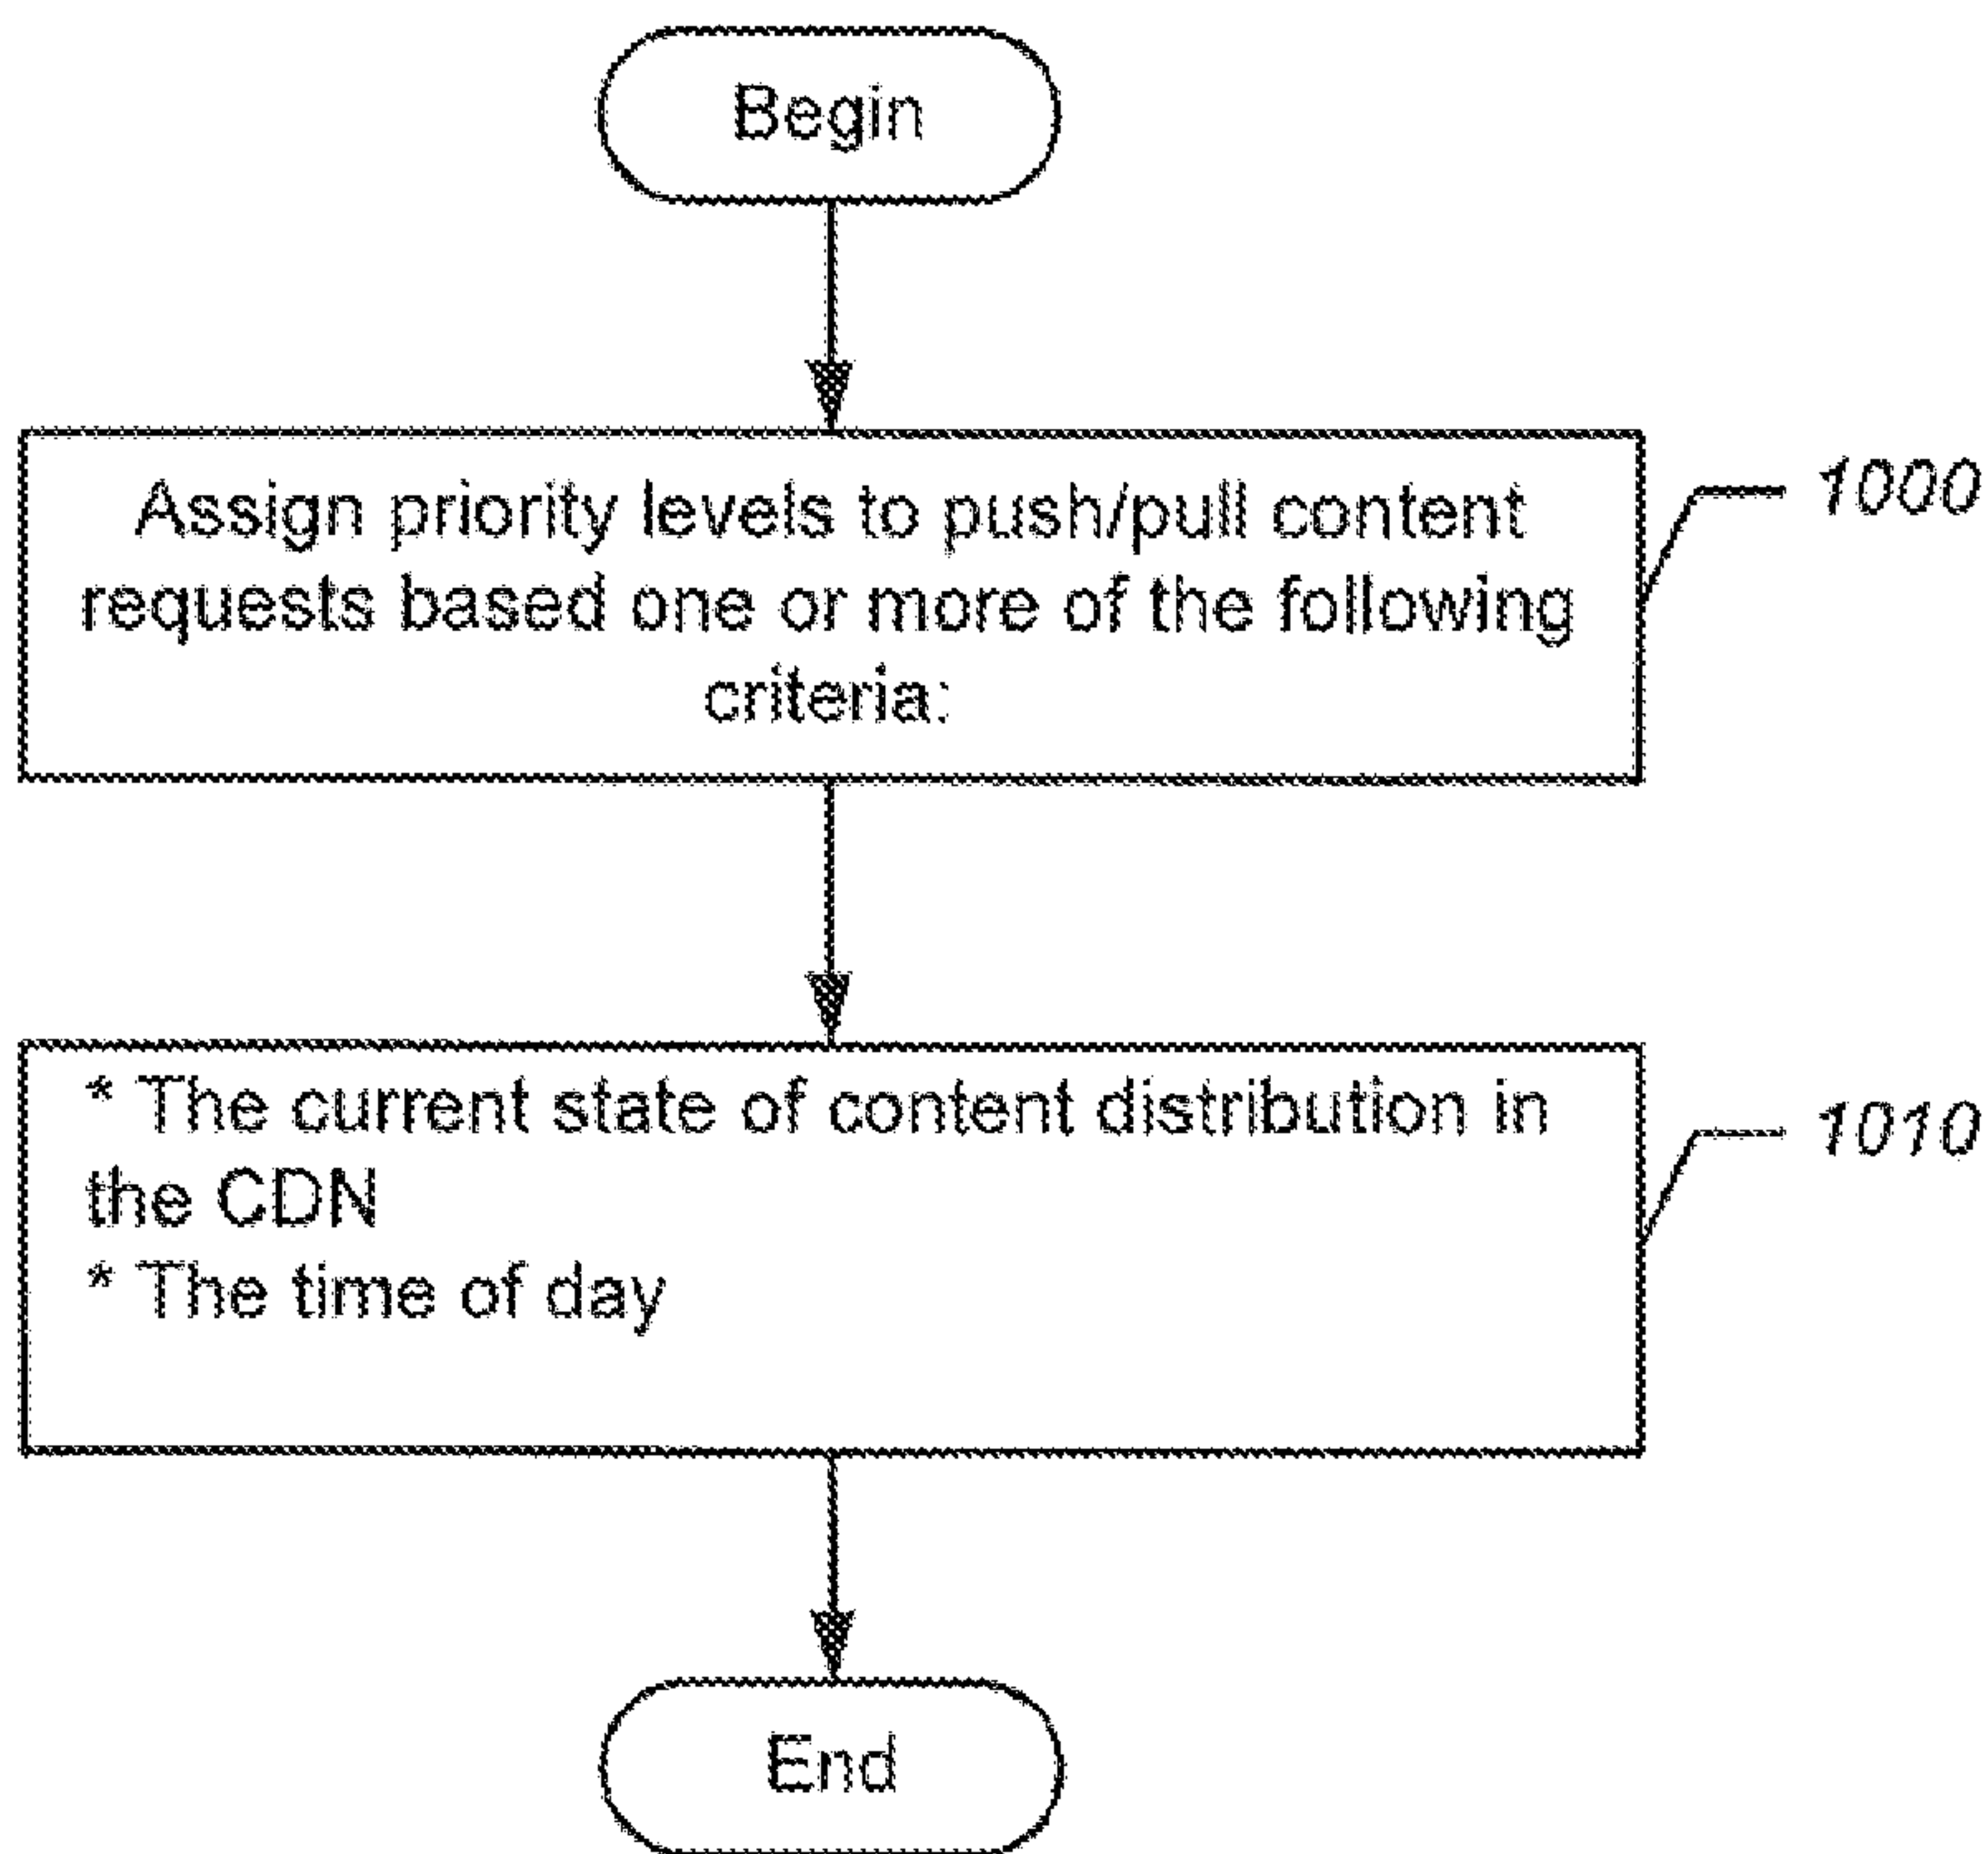 Begin
Assign priority levels to push/pull content
requests based one or more of the following
criteria:
1000
* The current state of content distribution in
the CDN
* The time of day
1010
End